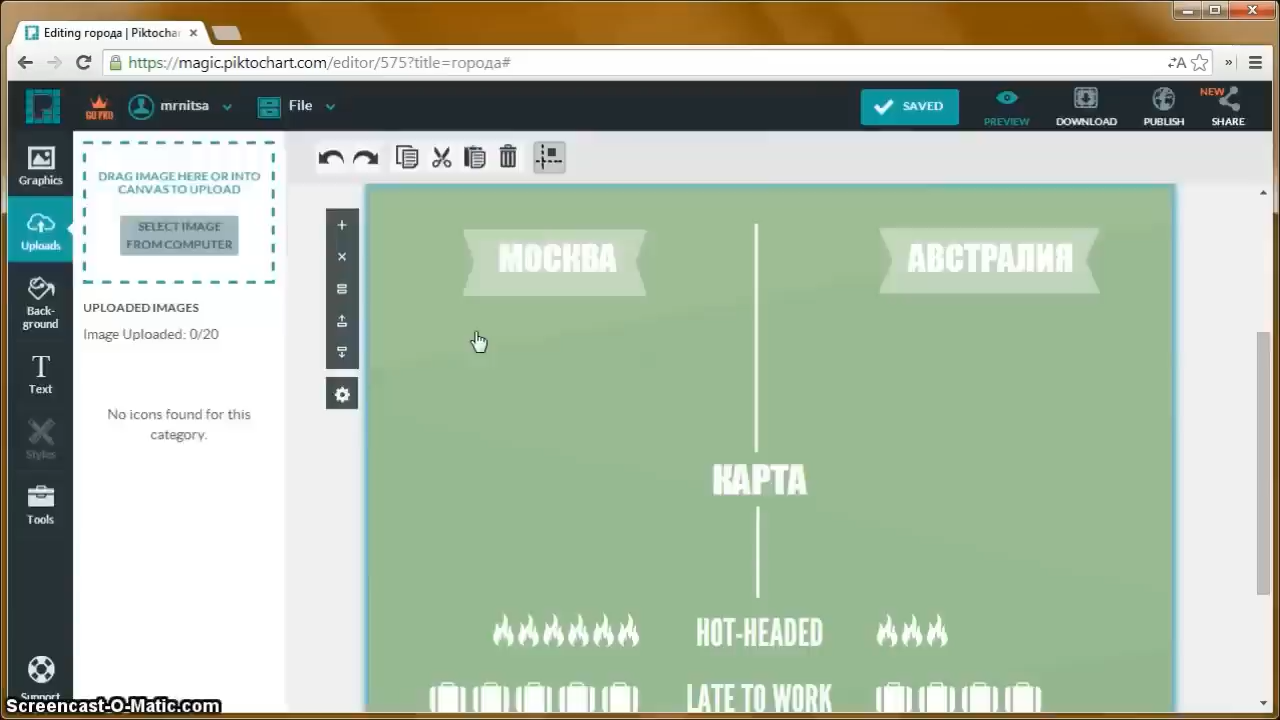 Editing города | Piktochar
https://magic.piktochart.com/editor/575?title=города#
GO PRO
mrnitsa
File
SAVED
PREVIEW
DOWNLOAD
PUBLISH
NEW
SHARE
Graphics
Uploads
Back-
ground
Text
Styles
Tools
Support
DRAG IMAGE HERE OR INTO
CANVAS TO UPLOAD
SELECT IMAGE
FROM COMPUTER
UPLOADED IMAGES
Image Uploaded: 0/20
No icons found for this
category.
МОСКВА
АВСТРАЛИЯ
КАРТА
HOT-HEADED
LATE TO WORK
Screencast-O-Matic.com